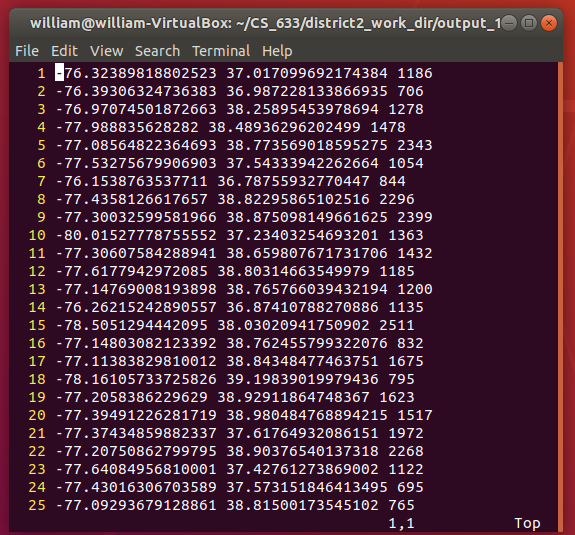 william@william-VirtualBox: ~/CS_633/district2_work_dir/output_1
File Edit View Search Terminal Help
1 -76.32389818802523 37.017099692174384 1186
2 -76.39306324736383 36.987228133866935 706
3 -76.97074501872663 38.25895453978694 1278
4 -77.988835628282 38.48936296202499 1478
5 -77.08564822364693 38.773569018595275 2343
6 -77.53275679906903 37.54333942262664 1054
7 -76.1538763537711 36.78755932770447 844
8 -77.4358126617657 38.82295865102516 2296
9 -77.30032599581966 38.875098149661625 2399
10 -80.01527778755552 37.23403254693201 1363
11 -77.30607584288941 38.659807671731706 1432
12 -77.6177942972085 38.80314663549979 1185
13 -77.14769008193898 38.765766039432194 1200
14 -76.26215242890557 36.87410788270886 1135
15 -78.5051294442095 38.03020941750902 2511
16 -77.14803082123392 38.762455799322076 832
17 -77.11383829810012 38.84348477463751 1675
18 -78.16105733725826 39.19839019979436 795
19 -77.2058386229629 38.92911864748367 1623
20 -77.39491226281719 38.980484768894215 1517
21 -77.37434859882337 37.61764932086151 1972
22 -77.20750862799795 38.90376540137318 2268
23 -77.64084956810001 37.42761273869002 1122
24 -77.43016306703589 37.573151846413495 695
25 -77.09293679128861 38.81500173545102 765
1,1 Top